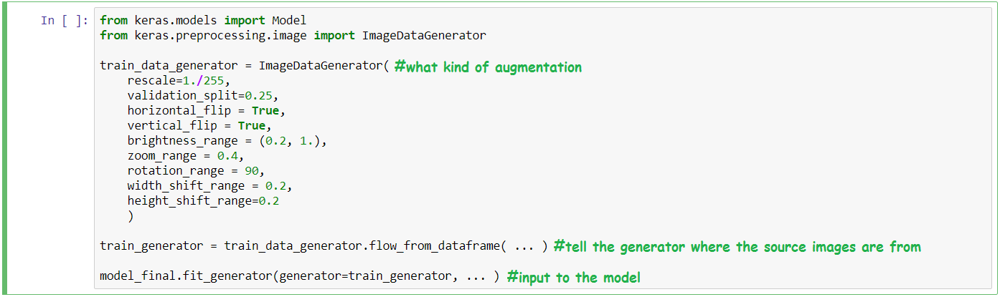 In [ ]: from keras.models import Model
from keras.preprocessing.image import ImageDataGenerator
train_data_generator = ImageDataGenerator( #what kind of augmentation
rescale=1./255,
validation_split=0.25,
horizontal_flip = True,
vertical_flip = True,
brightness_range = (0.2, 1.),
zoom_range = 0.4,
rotation_range = 90,
width_shift_range = 0.2,
height_shift_range=0.2
)
train_generator = train_data_generator.flow_from_dataframe( ... ) #tell the generator where the source images are from
model_final.fit_generator(generator=train_generator, ... ) #input to the model